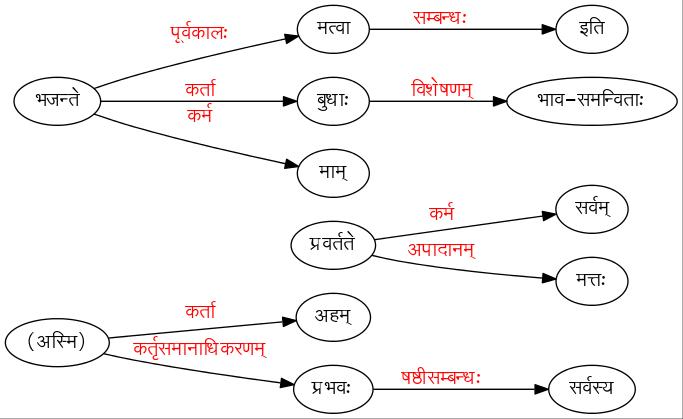 पूर्वकालः
मत्वा
सम्बन्धः
इति
भजन्ते
कर्ता
बुधाः
विशेषणम्
भाव-समन्विताः
कर्म
माम्
प्रवर्तते
कर्म
सर्वम्
अपादानम्
मत्तः
(अस्मि)
कर्ता
अहम्
कर्तृसमानाधिकरणम्
प्रभवः
षष्ठीसम्बन्धः
सर्वस्य